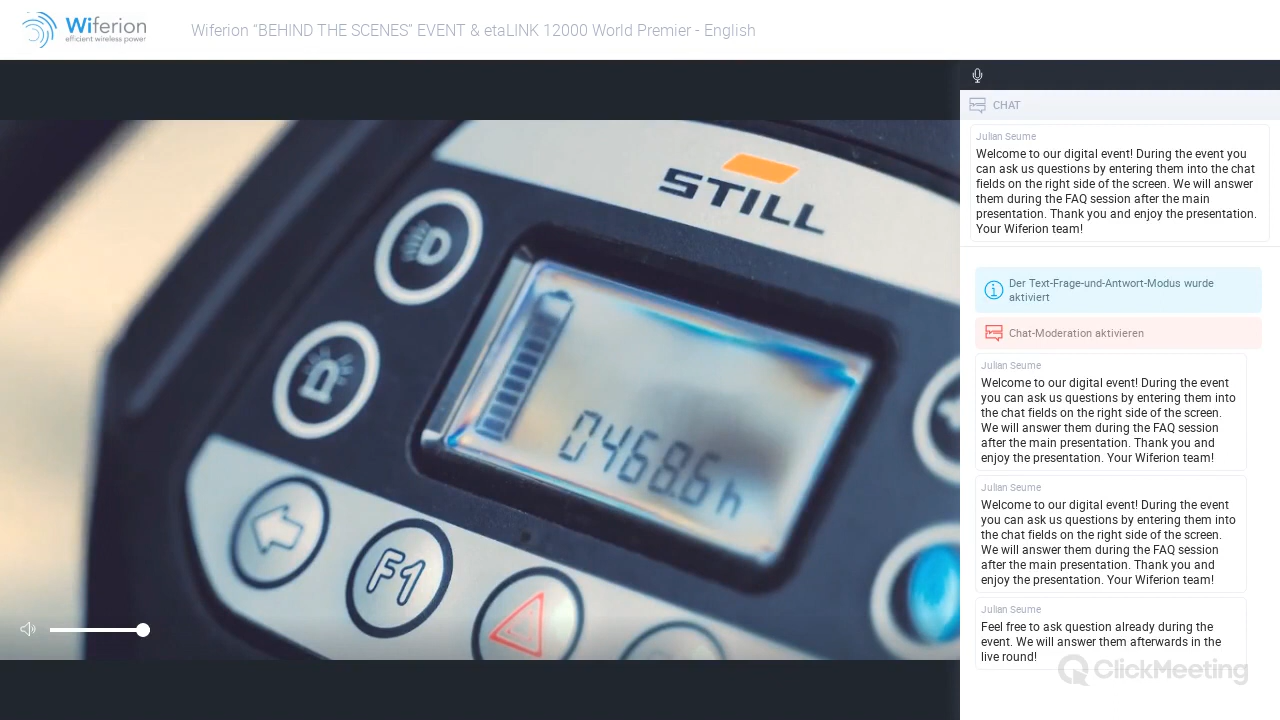 Wiferion
efficient wireless power
Wiferion “BEHIND THE SCENES” EVENT & etaLINK 12000 World Premier - English
STILL
D
0468.6 h
F1
CHAT
Julian Seume
Welcome to our digital event! During the event you
can ask us questions by entering them into the chat
fields on the right side of the screen. We will answer
them during the FAQ session after the main
presentation. Thank you and enjoy the presentation.
Your Wiferion team!
Der Text-Frage-und-Antwort-Modus wurde
aktiviert
Chat-Moderation aktivieren
Julian Seume
Welcome to our digital event! During the event
you can ask us questions by entering them into
the chat fields on the right side of the screen.
We will answer them during the FAQ session
after the main presentation. Thank you and
enjoy the presentation. Your Wiferion team!
Julian Seume
Welcome to our digital event! During the event
you can ask us questions by entering them into
the chat fields on the right side of the screen.
We will answer them during the FAQ session
after the main presentation. Thank you and
enjoy the presentation. Your Wiferion team!
Julian Seume
Feel free to ask question already during the
event. We will answer them afterwards in the
live round!
ClickMeeting